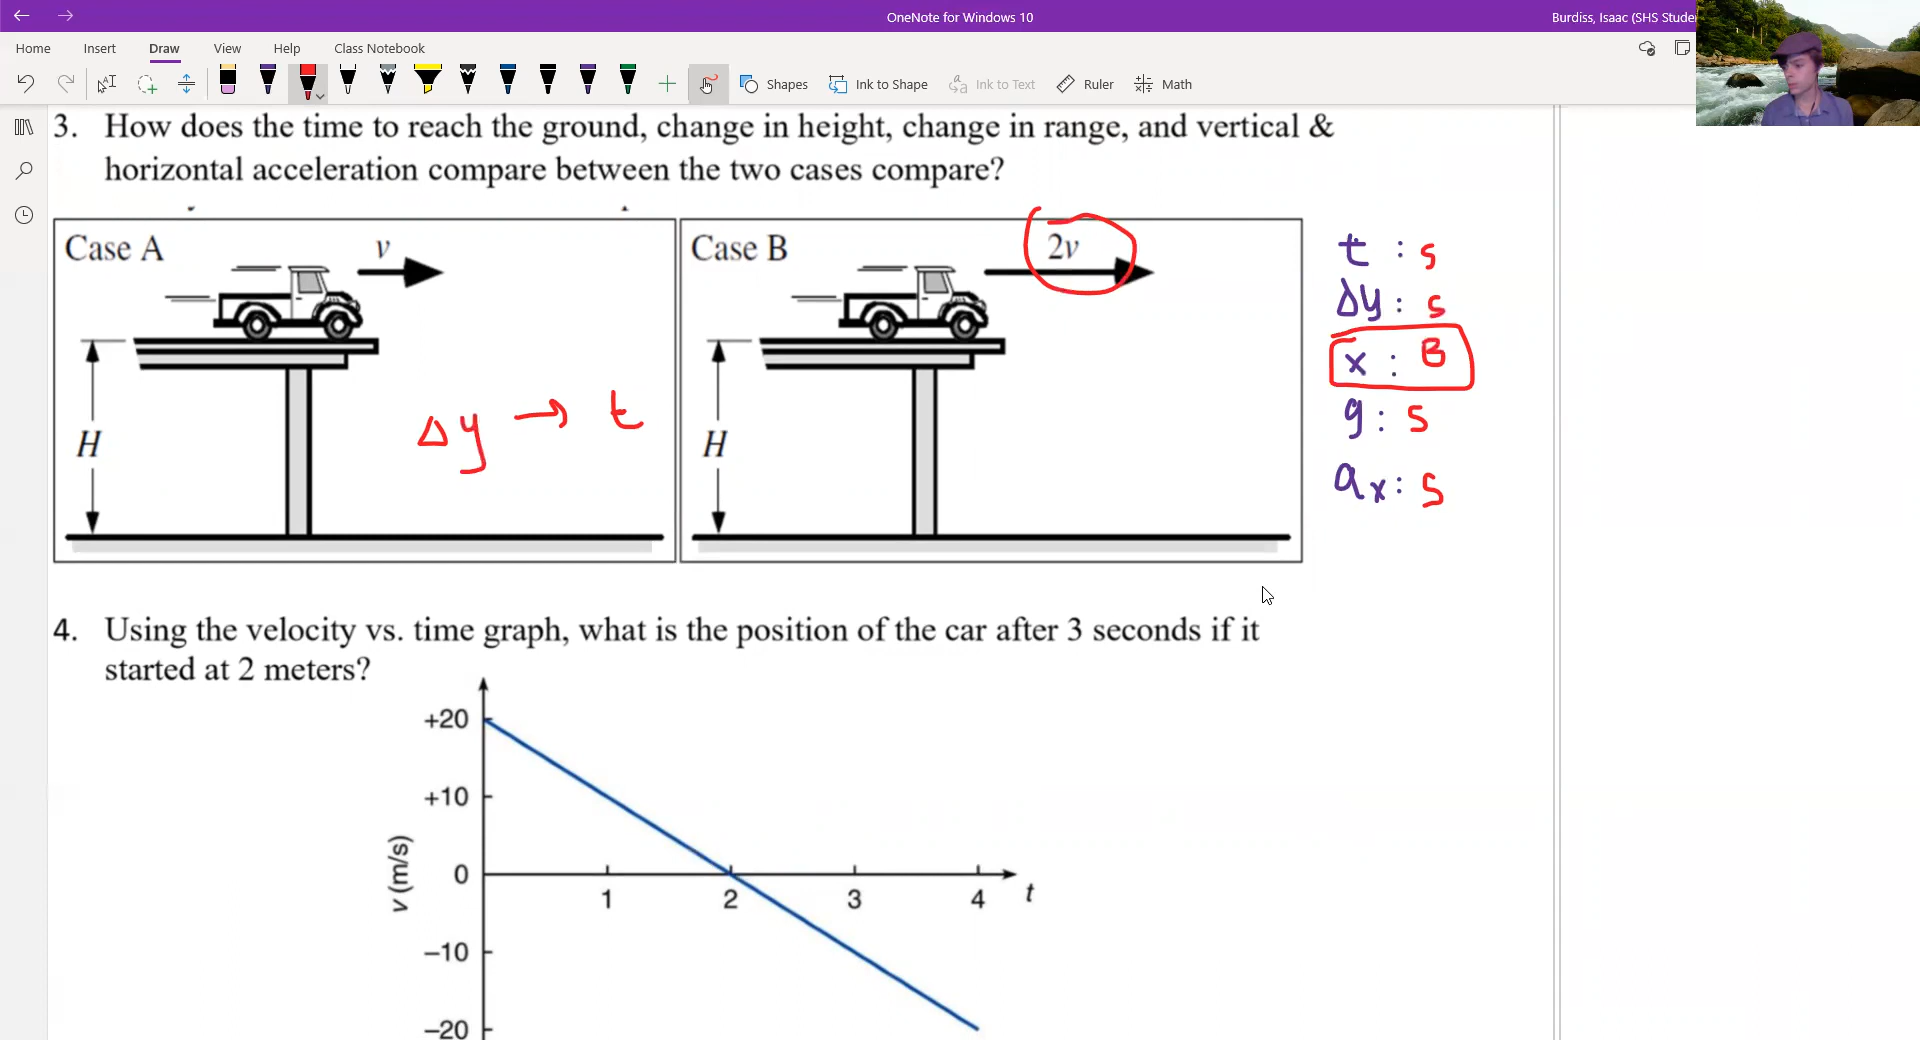 OneNote for Windows 10
Burdiss, Isaac (SHS Stude
Home Insert Draw View Help Class Notebook
Shapes Ink to Shape Ink to Text Ruler Math
3. How does the time to reach the ground, change in height, change in range, and vertical &
horizontal acceleration compare between the two cases compare?
Case A v
H
Δy → t
Case B 2v
H
t : s
Δy : s
x : B
g : s
ax : s
4. Using the velocity vs. time graph, what is the position of the car after 3 seconds if it
started at 2 meters?
+20
+10
v (m/s)
0
1 2 3 4 t
–10
–20